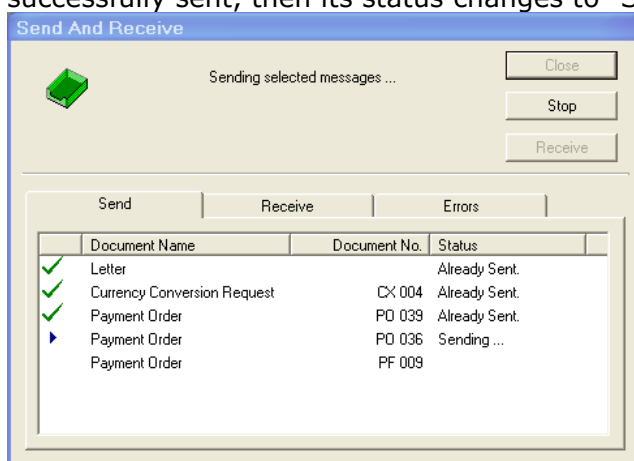 successfully sent, then its status changes to 'S
Send And Receive
Sending selected messages ...
Close
Stop
Receive
Send Receive Errors
Document Name Document No. Status
Letter Already Sent.
Currency Conversion Request CX 004 Already Sent.
Payment Order PO 039 Already Sent.
Payment Order PO 036 Sending ...
Payment Order PF 009